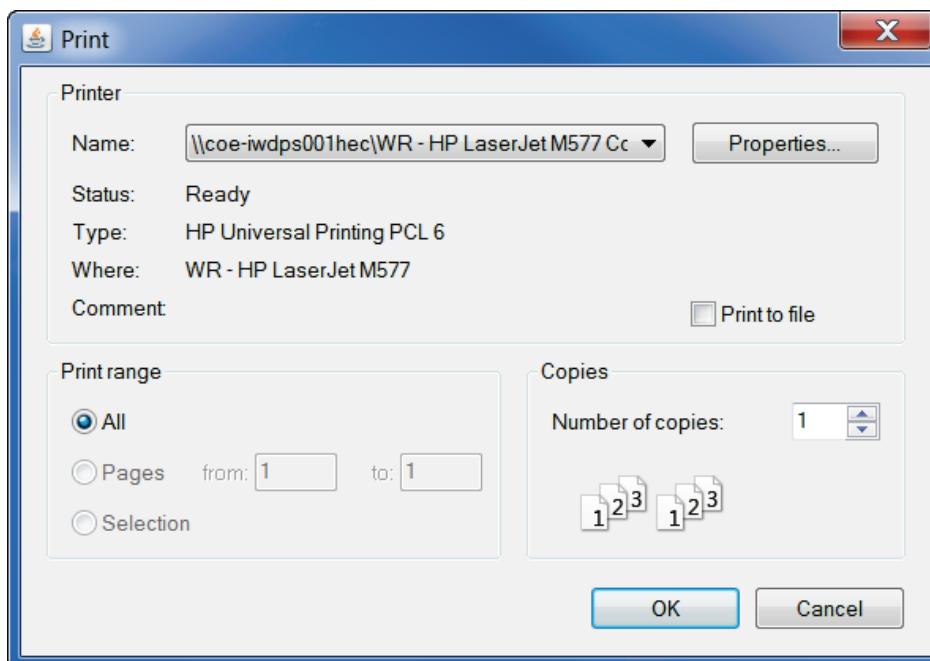 Print
Printer
Name: \\coe-iwdps001hec\WR - HP LaserJet M577 Cc Properties...
Status: Ready
Type: HP Universal Printing PCL 6
Where: WR - HP LaserJet M577
Comment:
Print to file
Print range
All
Pages from: 1 to: 1
Selection
Copies
Number of copies: 1
1 2 3 1 2 3
OK Cancel